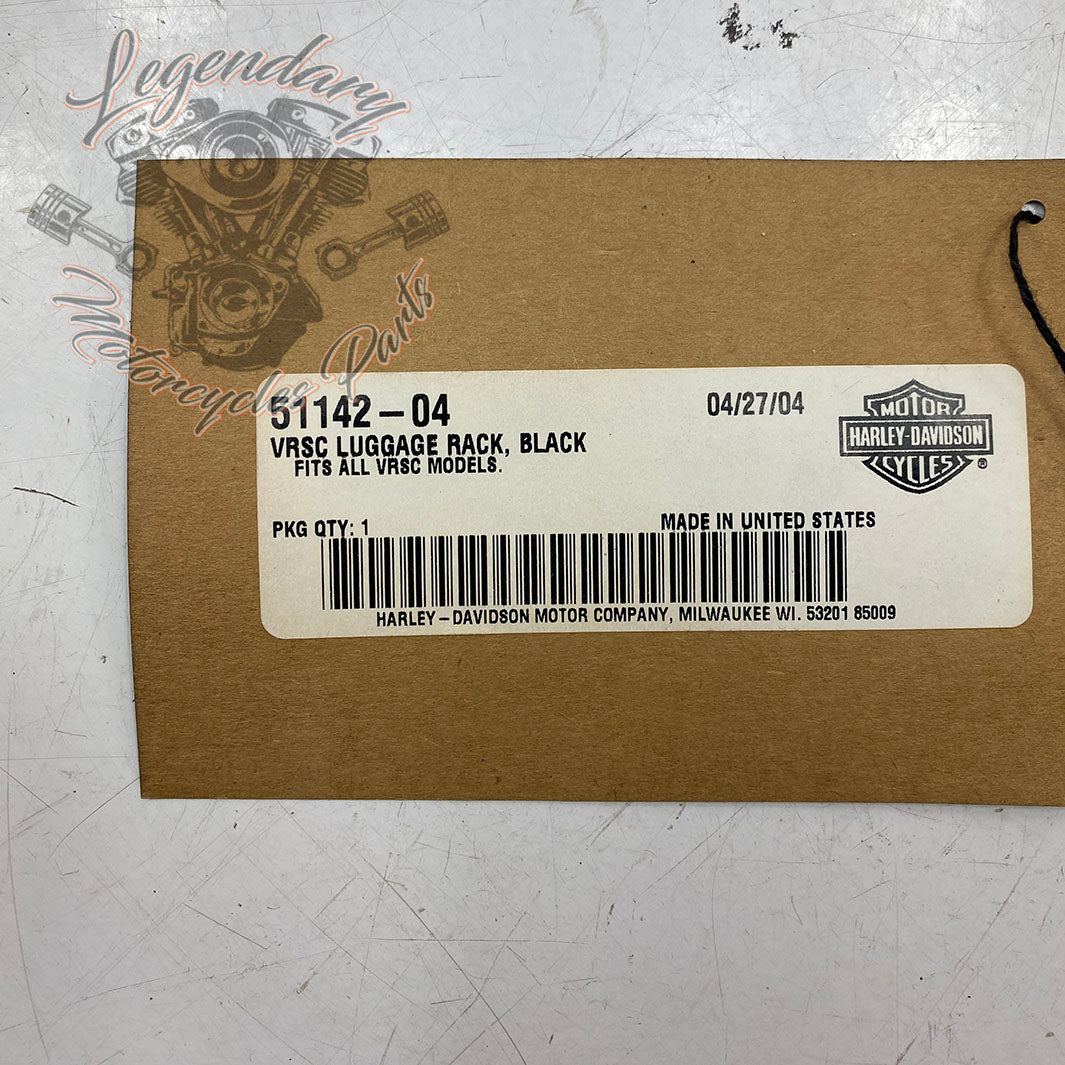 Legendary
Motorcycles Parts
51142-04
04/27/04
VRSC LUGGAGE RACK, BLACK
FITS ALL VRSC MODELS.
MOTOR
HARLEY-DAVIDSON
CYCLES
®
PKG QTY: 1
MADE IN UNITED STATES
HARLEY-DAVIDSON MOTOR COMPANY, MILWAUKEE WI. 53201 85009